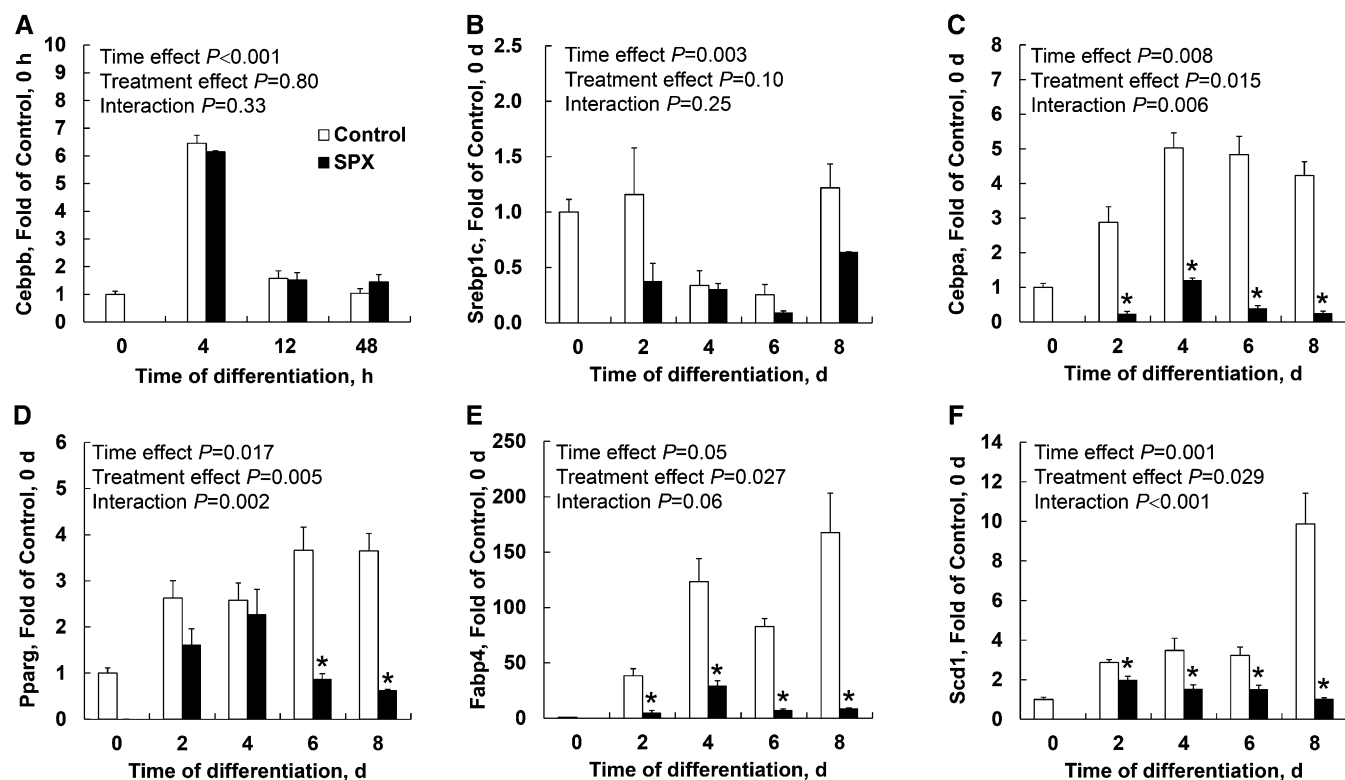 A
Cebpb, Fold of Control, 0 h
10
9
8
7
6
5
4
3
2
1
0
Time effect P<0.001
Treatment effect P=0.80
Interaction P=0.33
Control
SPX
0 4 12 48
Time of differentiation, h
B
Srebp1c, Fold of Control, 0 d
2.5
2.0
1.5
1.0
0.5
0.0
Time effect P=0.003
Treatment effect P=0.10
Interaction P=0.25
0 2 4 6 8
Time of differentiation, d
C
Cebpa, Fold of Control, 0 d
8
7
6
5
4
3
2
1
0
Time effect P=0.008
Treatment effect P=0.015
Interaction P=0.006
* * * *
0 2 4 6 8
Time of differentiation, d
D
Pparg, Fold of Control, 0 d
6
5
4
3
2
1
0
Time effect P=0.017
Treatment effect P=0.005
Interaction P=0.002
* *
0 2 4 6 8
Time of differentiation, d
E
Fabp4, Fold of Control, 0 d
250
200
150
100
50
0
Time effect P=0.05
Treatment effect P=0.027
Interaction P=0.06
* * * *
0 2 4 6 8
Time of differentiation, d
F
Scd1, Fold of Control, 0 d
14
12
10
8
6
4
2
0
Time effect P=0.001
Treatment effect P=0.029
Interaction P<0.001
* * * *
0 2 4 6 8
Time of differentiation, d